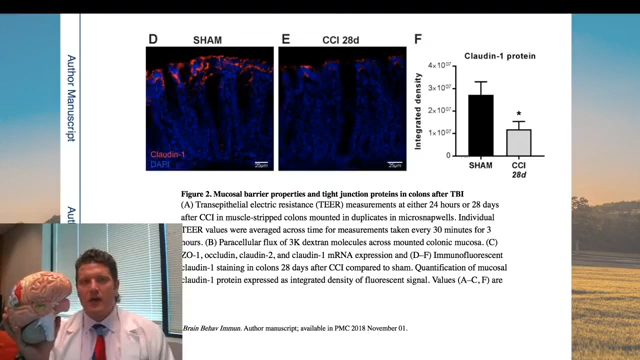 D
SHAM
E
CCI 28d
F
Author Manuscript
Claudin-1 protein
Integrated density
4×10⁰⁷
3×10⁰⁷
2×10⁰⁷
1×10⁰⁷
0
*
SHAM
CCI
28d
Claudin-1
DAPI
25µm
25µm
Figure 2. Mucosal barrier properties and tight junction proteins in colons after TBI
(A) Transepithelial electric resistance (TEER) measurements at either 24 hours or 28 days
after CCI in muscle-stripped colons mounted in duplicates in microsnapwells. Individual
TEER values were averaged across time for measurements taken every 30 minutes for 3
hours. (B) Paracellular flux of 3K dextran molecules across mounted colonic mucosa. (C)
ZO-1, occludin, claudin-2, and claudin-1 mRNA expression and (D–F) Immunofluorescent
claudin-1 staining in colons 28 days after CCI compared to sham. Quantification of mucosal
claudin-1 protein expressed as integrated density of fluorescent signal. Values (A–C, F) are
Brain Behav Immun. Author manuscript; available in PMC 2018 November 01.